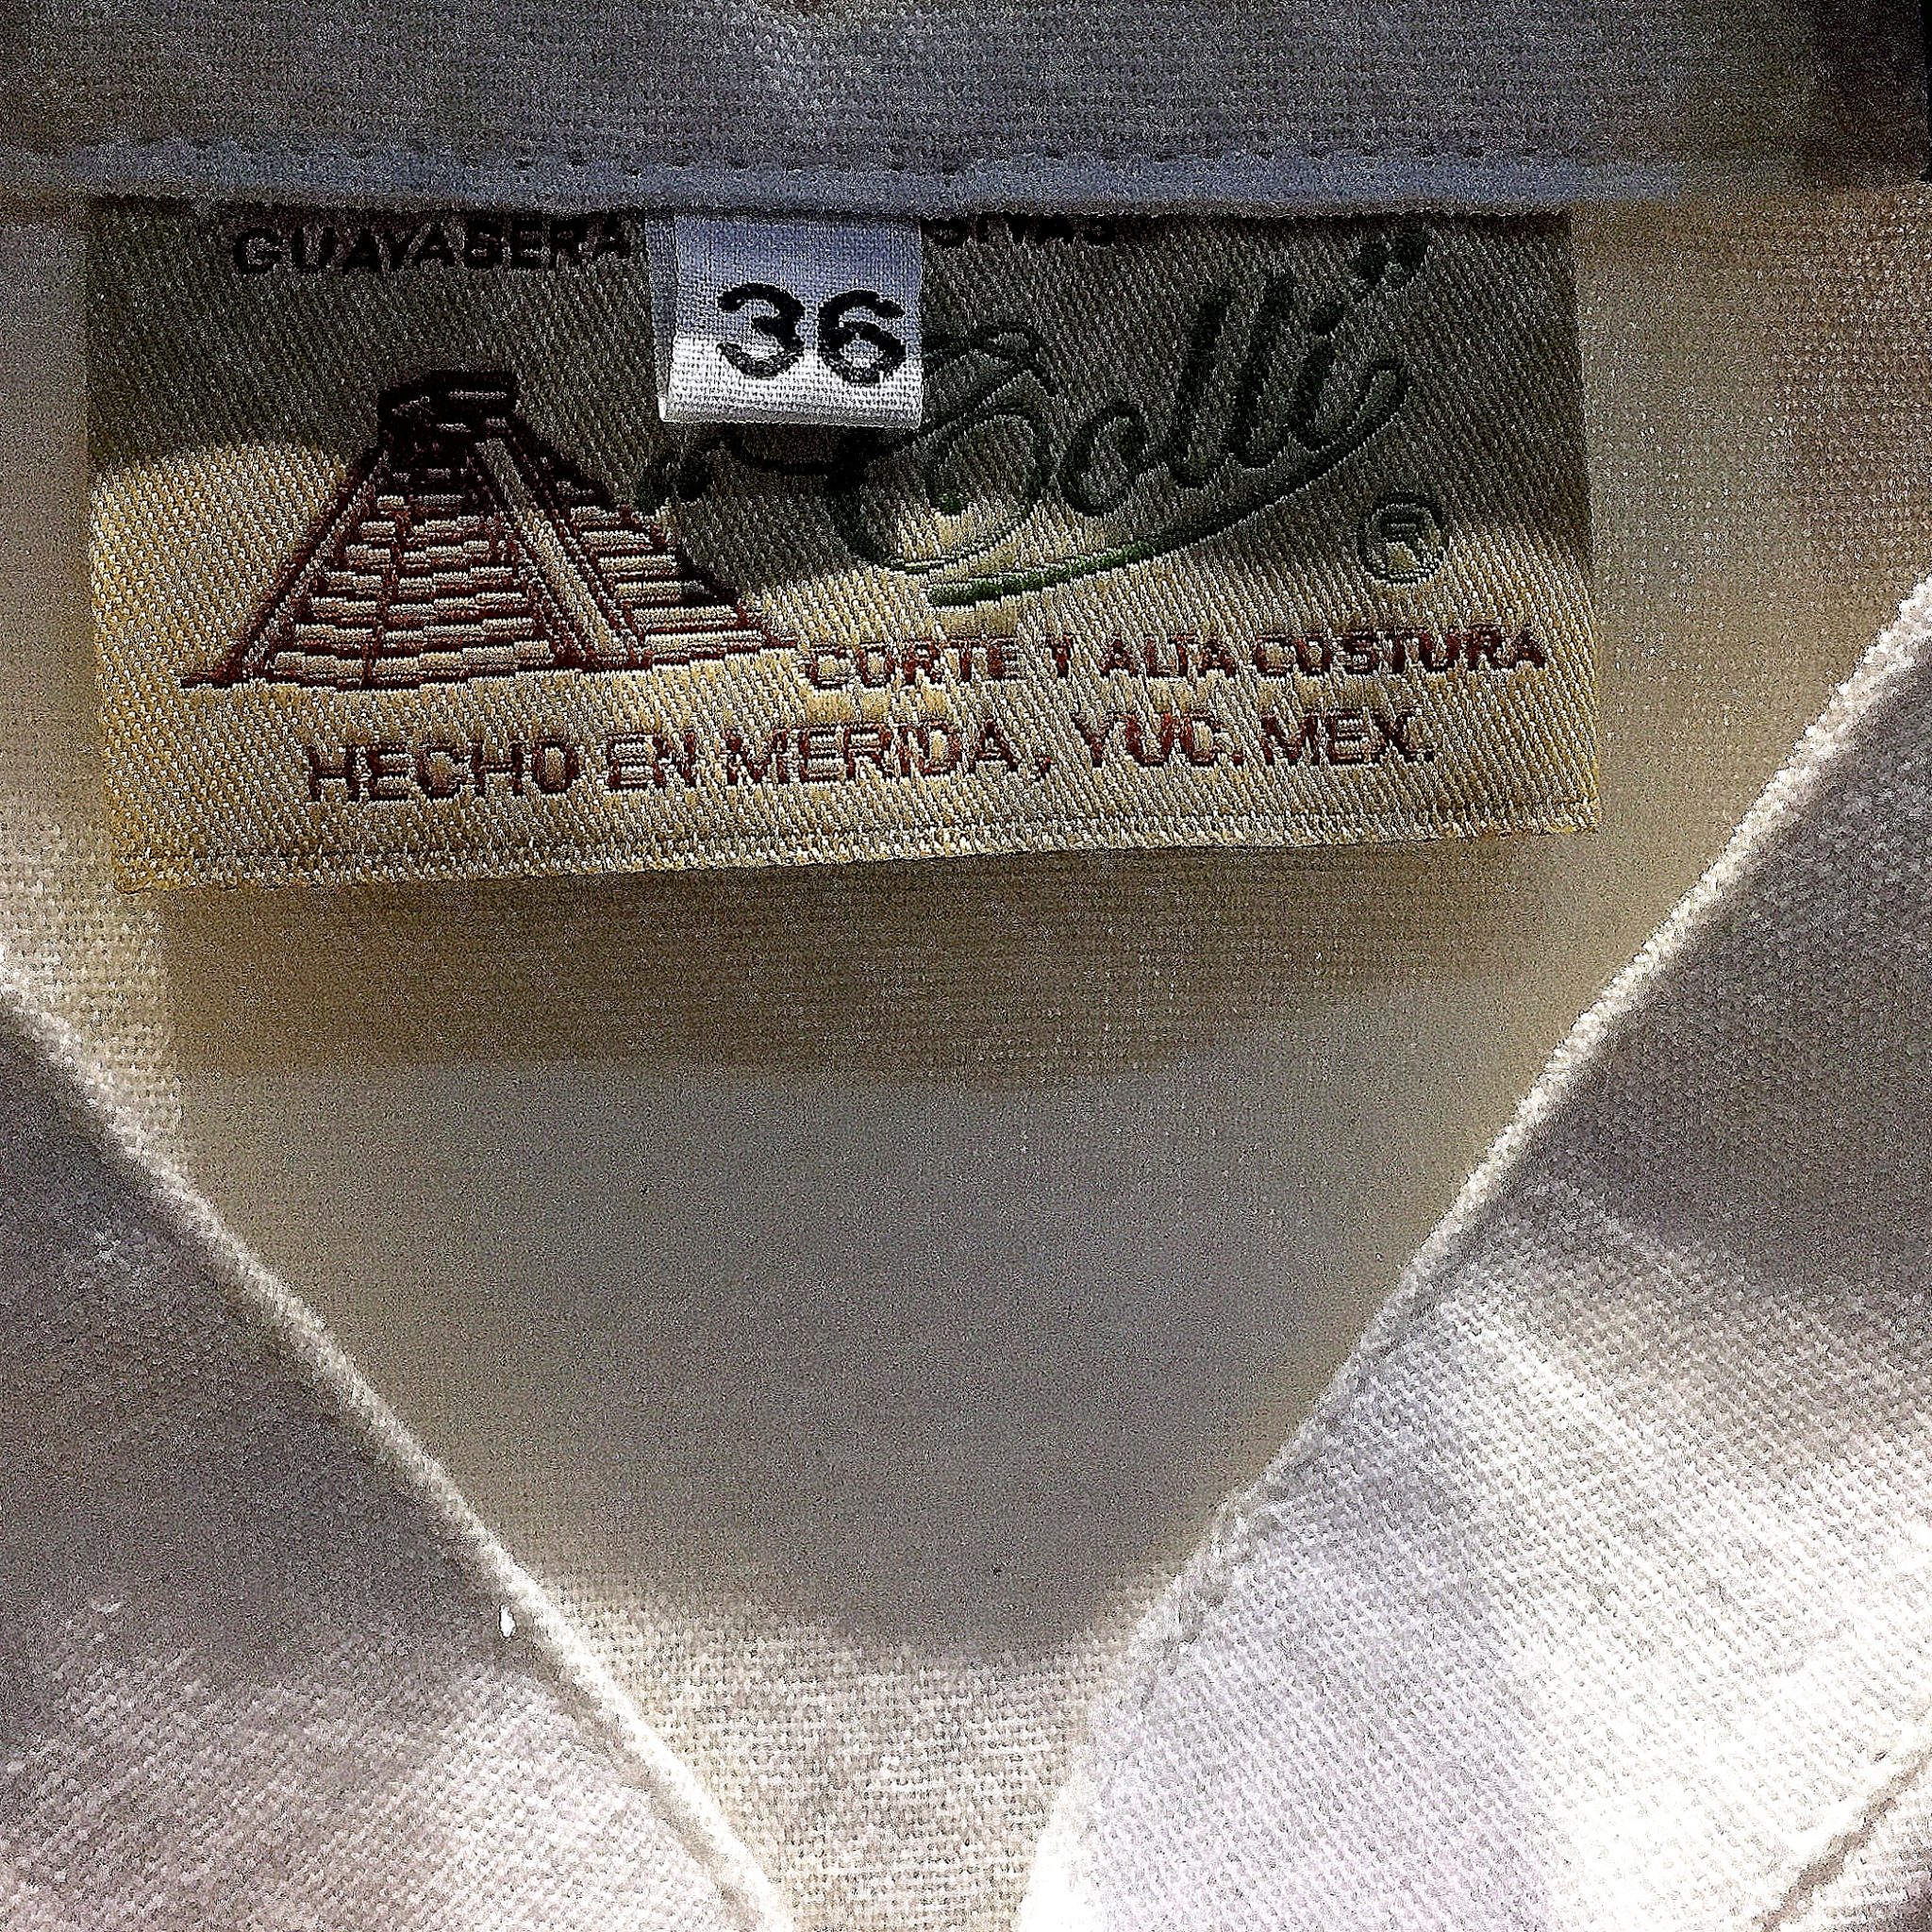 GUAYABERA
36
CORTE Y ALTA COSTURA
HECHO EN MERIDA, YUC. MEX.